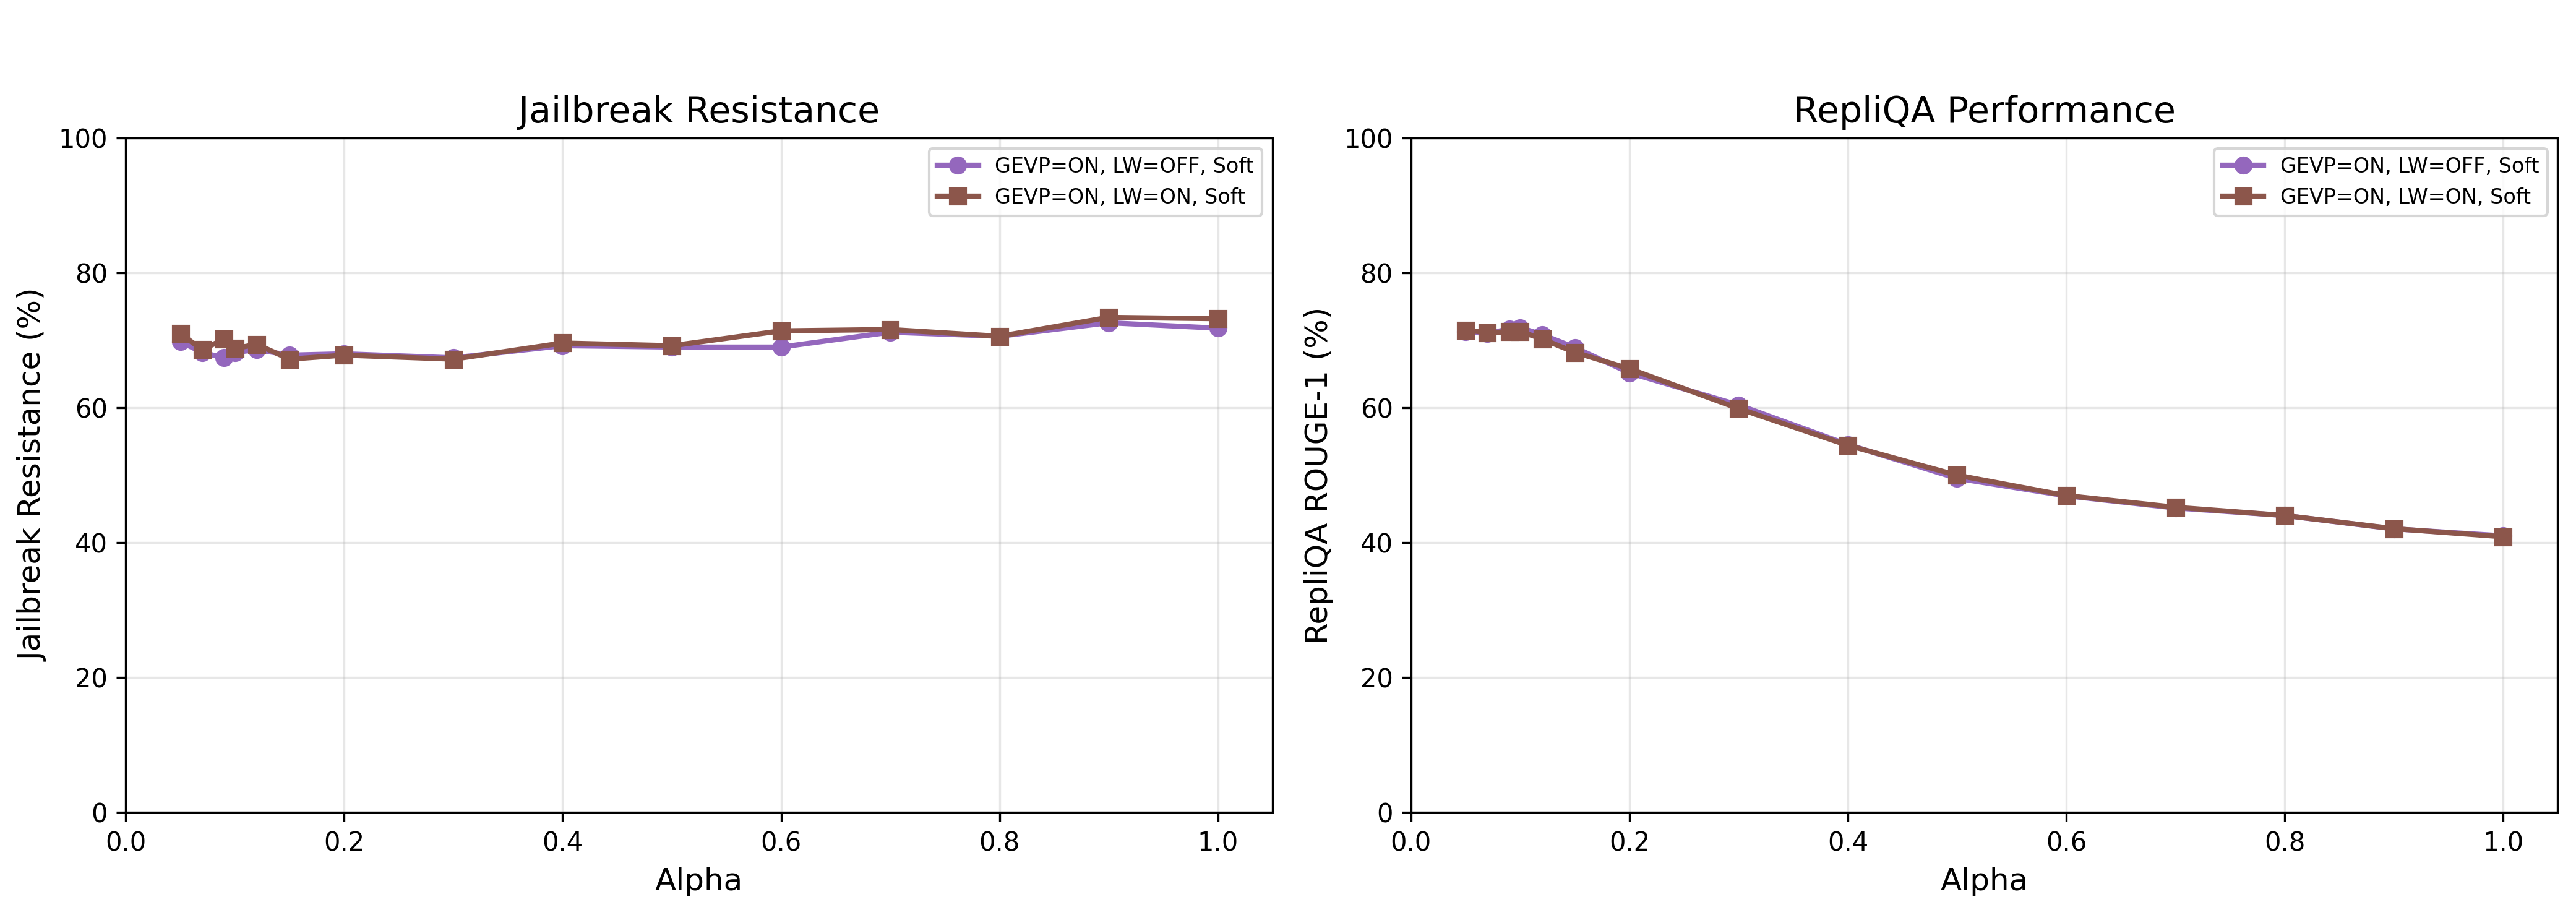 Jailbreak Resistance
Jailbreak Resistance (%)
100
80
60
40
20
0
GEVP=ON, LW=OFF, Soft
GEVP=ON, LW=ON, Soft
0.0 0.2 0.4 0.6 0.8 1.0
Alpha
RepliQA Performance
RepliQA ROUGE-1 (%)
100
80
60
40
20
0
GEVP=ON, LW=OFF, Soft
GEVP=ON, LW=ON, Soft
0.0 0.2 0.4 0.6 0.8 1.0
Alpha